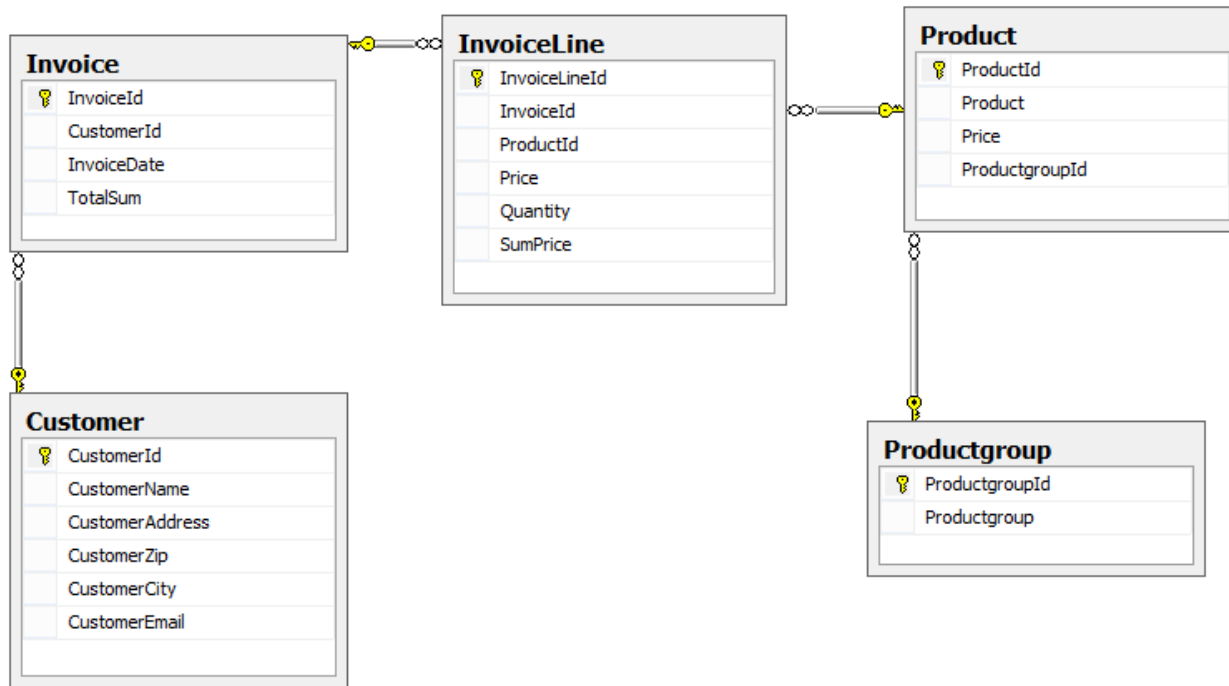 Invoice
InvoiceId
CustomerId
InvoiceDate
TotalSum
InvoiceLine
InvoiceLineId
InvoiceId
ProductId
Price
Quantity
SumPrice
Product
ProductId
Product
Price
ProductgroupId
Customer
CustomerId
CustomerName
CustomerAddress
CustomerZip
CustomerCity
CustomerEmail
Productgroup
ProductgroupId
Productgroup